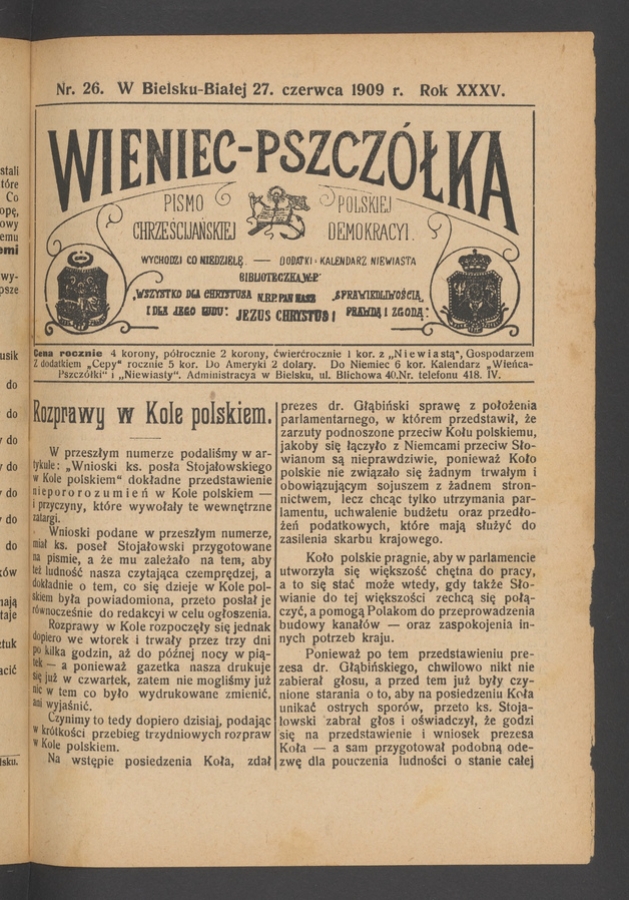 Nr. 26. W Bielsku-Białej 27. czerwca 1909 r. Rok XXXV.
WIENIEC-PSZCZÓŁKA
PISMO POLSKIEJ
CHRZEŚCIJAŃSKIEJ DEMOKRACYI.
WYCHODZI CO NIEDZIELĘ. — DODATKI: KALENDARZ NIEWIASTA
BIBLIOTECZKA W.P.
„WSZYSTKO DLA CHRYSTUSA N.R.P. PAN NASZ „SPRAWIEDLIWOŚCIĄ,
I DLA JEGO LUDU". JEZUS CHRYSTUS! PRAWDĄ I ZGODĄ"
Cena rocznie 4 korony, półrocznie 2 korony, ćwierćrocznie 1 kor. z „Niewiastą", Gospodarzem
Z dodatkiem „Cepy" rocznie 5 kor. Do Ameryki 2 dolary. Do Niemiec 6 kor. Kalendarz „Wieńca-
Pszczółki" i „Niewiasty". Administracya w Bielsku, ul. Blichowa 40. Nr. telefonu 418. IV.
Rozprawy w Kole polskiem.
W przeszłym numerze podaliśmy w ar-
tykule: „Wnioski ks. posła Stojałowskiego
w Kole polskiem" dokładne przedstawienie
nieporozumień w Kole polskiem —
i przyczyny, które wywołały te wewnętrzne
zatargi.
Wnioski podane w przeszłym numerze,
miał ks. poseł Stojałowski przygotowane
na piśmie, a że mu zależało na tem, aby
też ludność nasza czytająca czemprędzej, a
dokładnie o tem, co się dzieje w Kole pol-
skiem była powiadomiona, przeto posłał je
równocześnie do redakcyi w celu ogłoszenia.
Rozprawy w Kole rozpoczęły się jednak
dopiero we wtorek i trwały przez trzy dni
po kilka godzin, aż do późnej nocy w pią-
tek — a ponieważ gazetka nasza drukuje
się już w czwartek, zatem nie mogliśmy już
nic w tem co było wydrukowane zmienić,
ani wyjaśnić.
Czynimy to tedy dopiero dzisiaj, podając
w krótkości przebieg trzydniowych rozpraw
w Kole polskiem.
Na wstępie posiedzenia Koła, zdał
prezes dr. Głąbiński sprawę z położenia
parlamentarnego, w którem przedstawił, że
zarzuty podnoszone przeciw Kołu polskiemu,
jakoby się łączyło z Niemcami przeciw Sło-
wianom są nieprawdziwie, ponieważ Koło
polskie nie związało się żadnym trwałym i
obowiązującym sojuszem z żadnem stron-
nictwem, lecz chcąc tylko utrzymania par-
lamentu, uchwalenie budżetu oraz przedło-
żeń podatkowych, które mają służyć do
zasilenia skarbu krajowego.
Koło polskie pragnie, aby w parlamencie
utworzyła się większość chętna do pracy,
a to się stać może wtedy, gdy także Sło-
wianie do tej większości zechcą się połą-
czyć, a pomogą Polakom do przeprowadzenia
budowy kanałów — oraz zaspokojenia in-
nych potrzeb kraju.
Ponieważ po tem przedstawieniu pre-
zesa dr. Głąbińskiego, chwilowo nikt nie
zabierał głosu, a przed tem już były czy-
nione starania o to, aby na posiedzeniu Koła
unikać ostrych sporów, przeto ks. Stoja-
łowski zabrał głos i oświadczył, że godzi
się na przedstawienie i wniosek prezesa
Koła — a sam przygotował podobną ode-
zwę dla pouczenia ludności o stanie całej